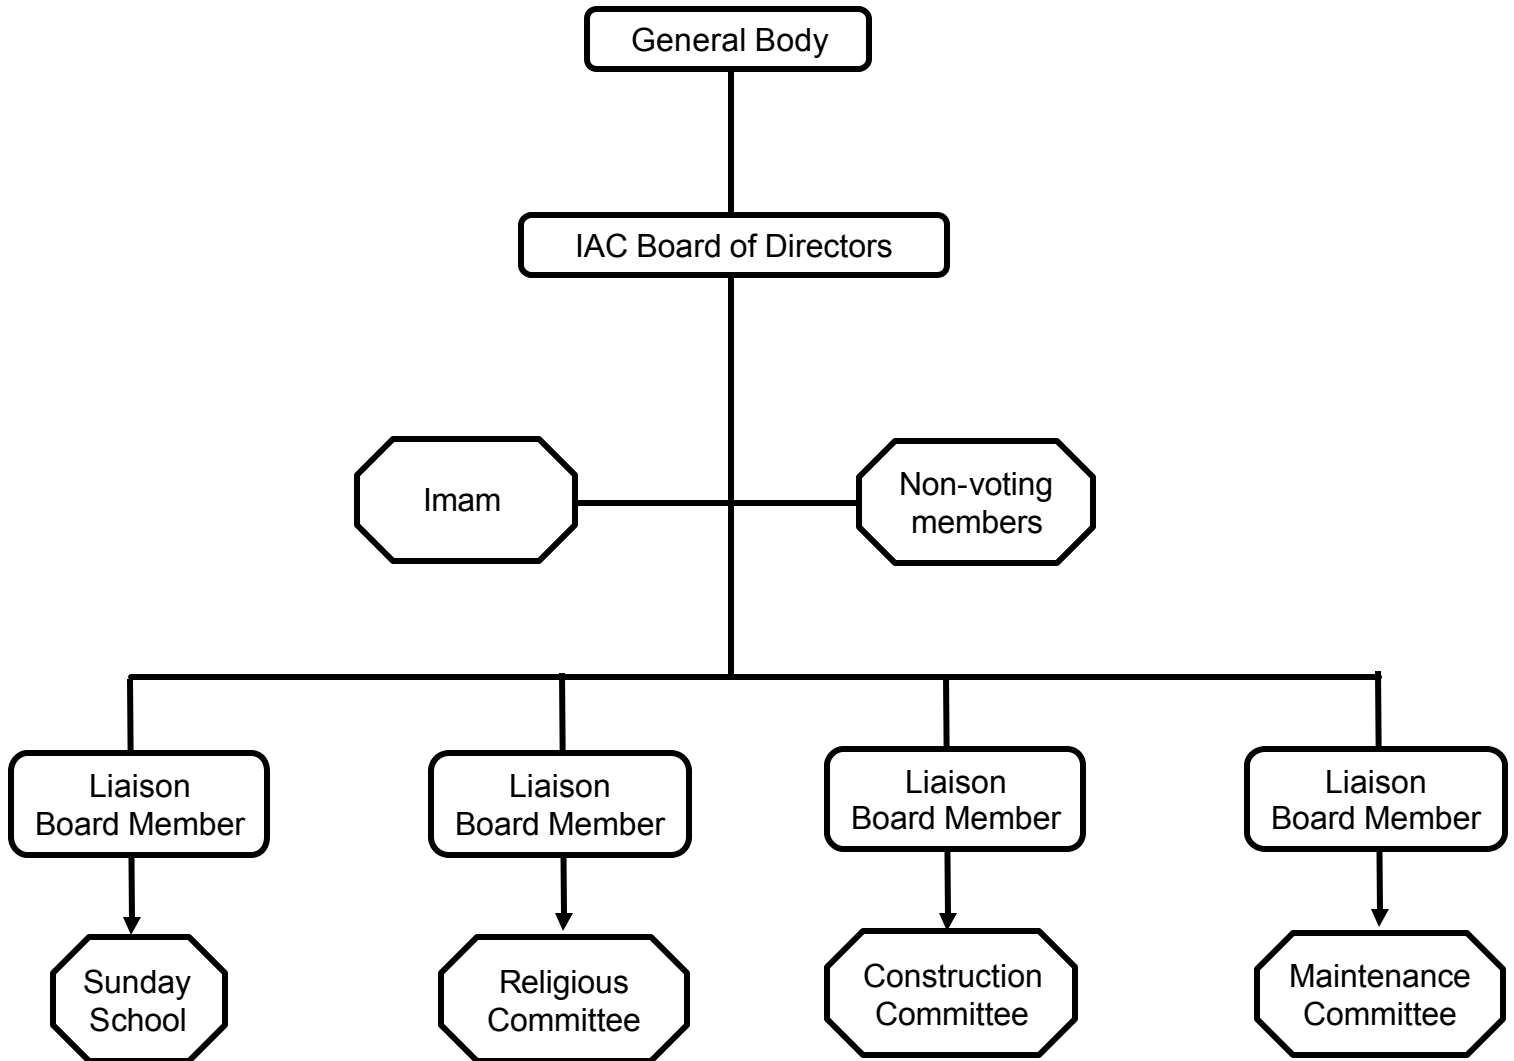 General Body
IAC Board of Directors
Imam
Non-voting
members
Liaison
Board Member
Liaison
Board Member
Liaison
Board Member
Liaison
Board Member
Sunday
School
Religious
Committee
Construction
Committee
Maintenance
Committee